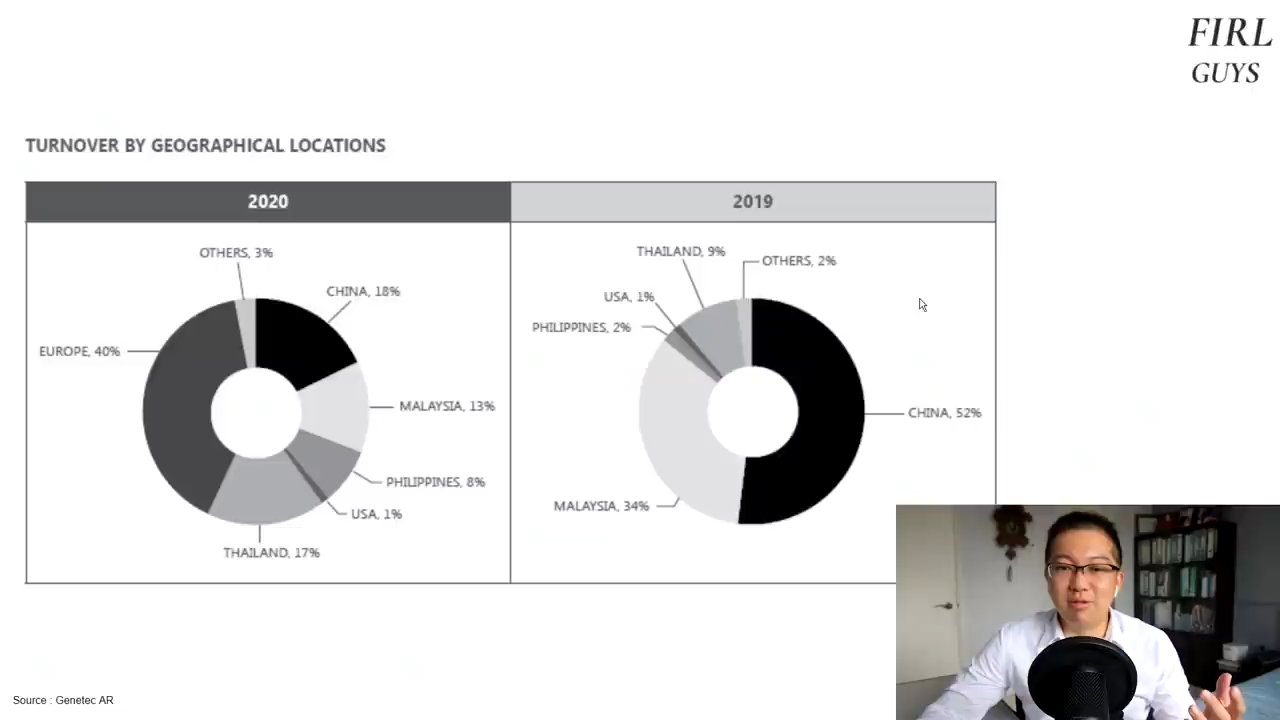 FIRL
GUYS
TURNOVER BY GEOGRAPHICAL LOCATIONS
2020
2019
OTHERS, 3%
CHINA, 18%
EUROPE, 40%
MALAYSIA, 13%
PHILIPPINES, 8%
USA, 1%
THAILAND, 17%
THAILAND, 9%
OTHERS, 2%
USA, 1%
PHILIPPINES, 2%
CHINA, 52%
MALAYSIA, 34%
Source : Genetec AR